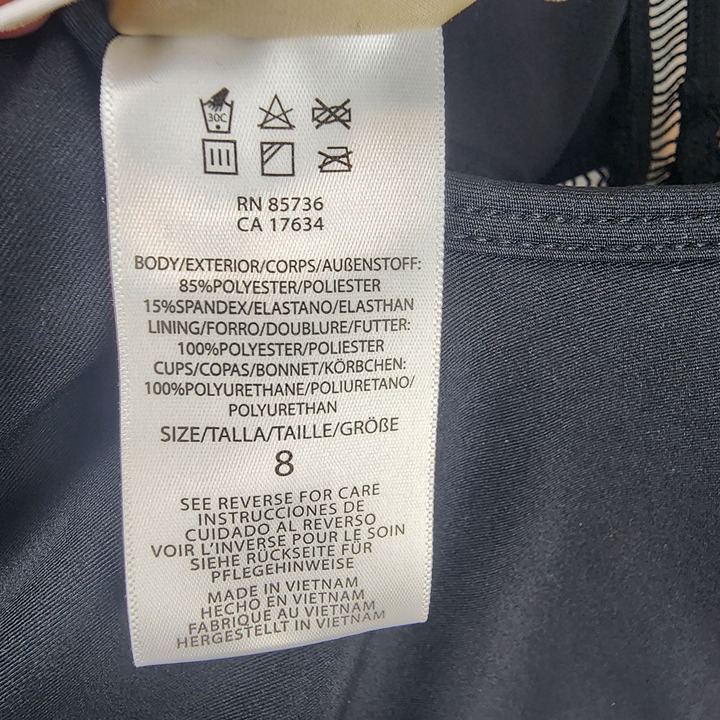 30C
RN 85736
CA 17634
BODY/EXTERIOR/CORPS/AUßENSTOFF:
85%POLYESTER/POLIESTER
15%SPANDEX/ELASTANO/ELASTHAN
LINING/FORRO/DOUBLURE/FUTTER:
100%POLYESTER/POLIESTER
CUPS/COPAS/BONNET/KÖRBCHEN:
100%POLYURETHANE/POLIURETANO/
POLYURETHAN
SIZE/TALLA/TAILLE/GRÖßE
8
SEE REVERSE FOR CARE
INSTRUCCIONES DE
CUIDADO AL REVERSO
VOIR L'INVERSE POUR LE SOIN
SIEHE RÜCKSEITE FÜR
PFLEGEHINWEISE
MADE IN VIETNAM
HECHO EN VIETNAM
FABRIQUE AU VIETNAM
HERGESTELLT IN VIETNAM